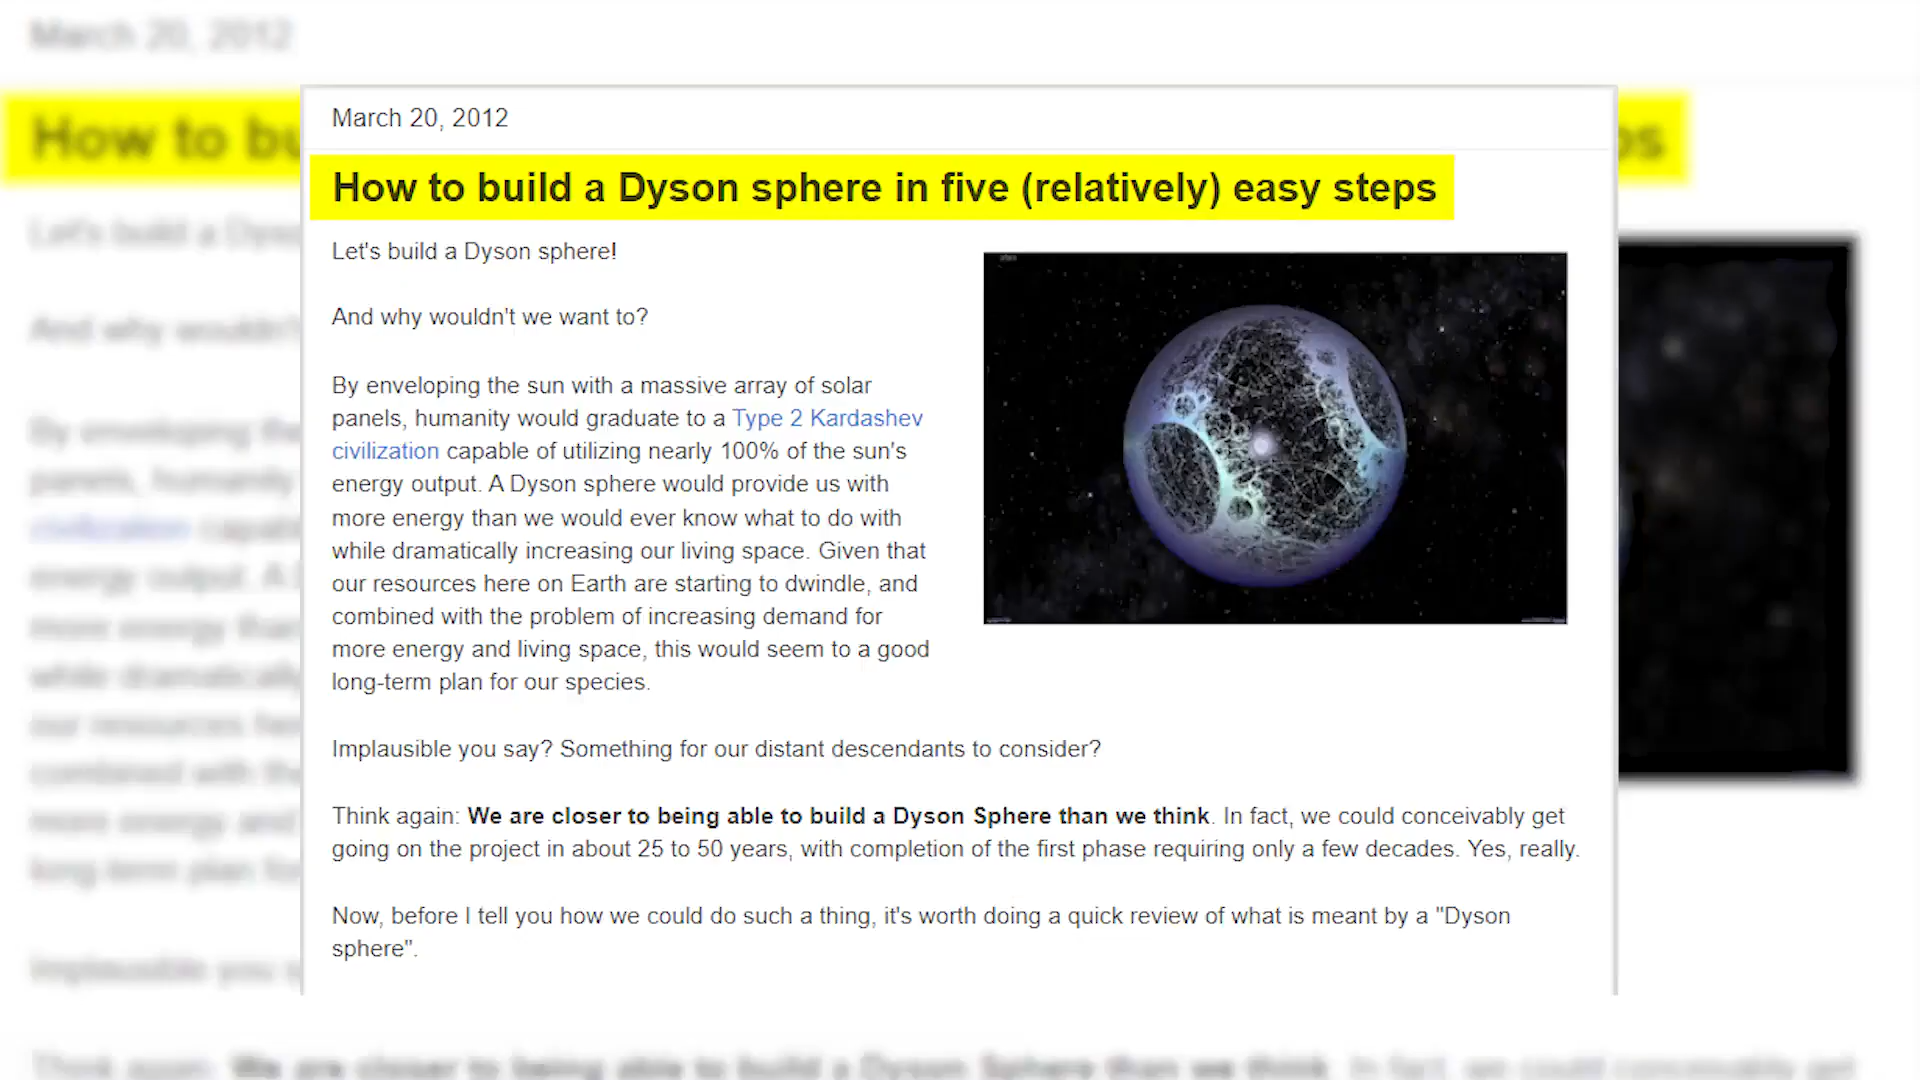 March 20, 2012
March 20, 2012
How to build a Dyson sphere in five (relatively) easy steps
Let's build a Dyson sphere!
And why wouldn't we want to?
By enveloping the sun with a massive array of solar
panels, humanity would graduate to a Type 2 Kardashev
civilization capable of utilizing nearly 100% of the sun's
energy output. A Dyson sphere would provide us with
more energy than we would ever know what to do with
while dramatically increasing our living space. Given that
our resources here on Earth are starting to dwindle, and
combined with the problem of increasing demand for
more energy and living space, this would seem to a good
long-term plan for our species.
Implausible you say? Something for our distant descendants to consider?
Think again: We are closer to being able to build a Dyson Sphere than we think. In fact, we could conceivably get
going on the project in about 25 to 50 years, with completion of the first phase requiring only a few decades. Yes, really.
Now, before I tell you how we could do such a thing, it's worth doing a quick review of what is meant by a "Dyson
sphere".